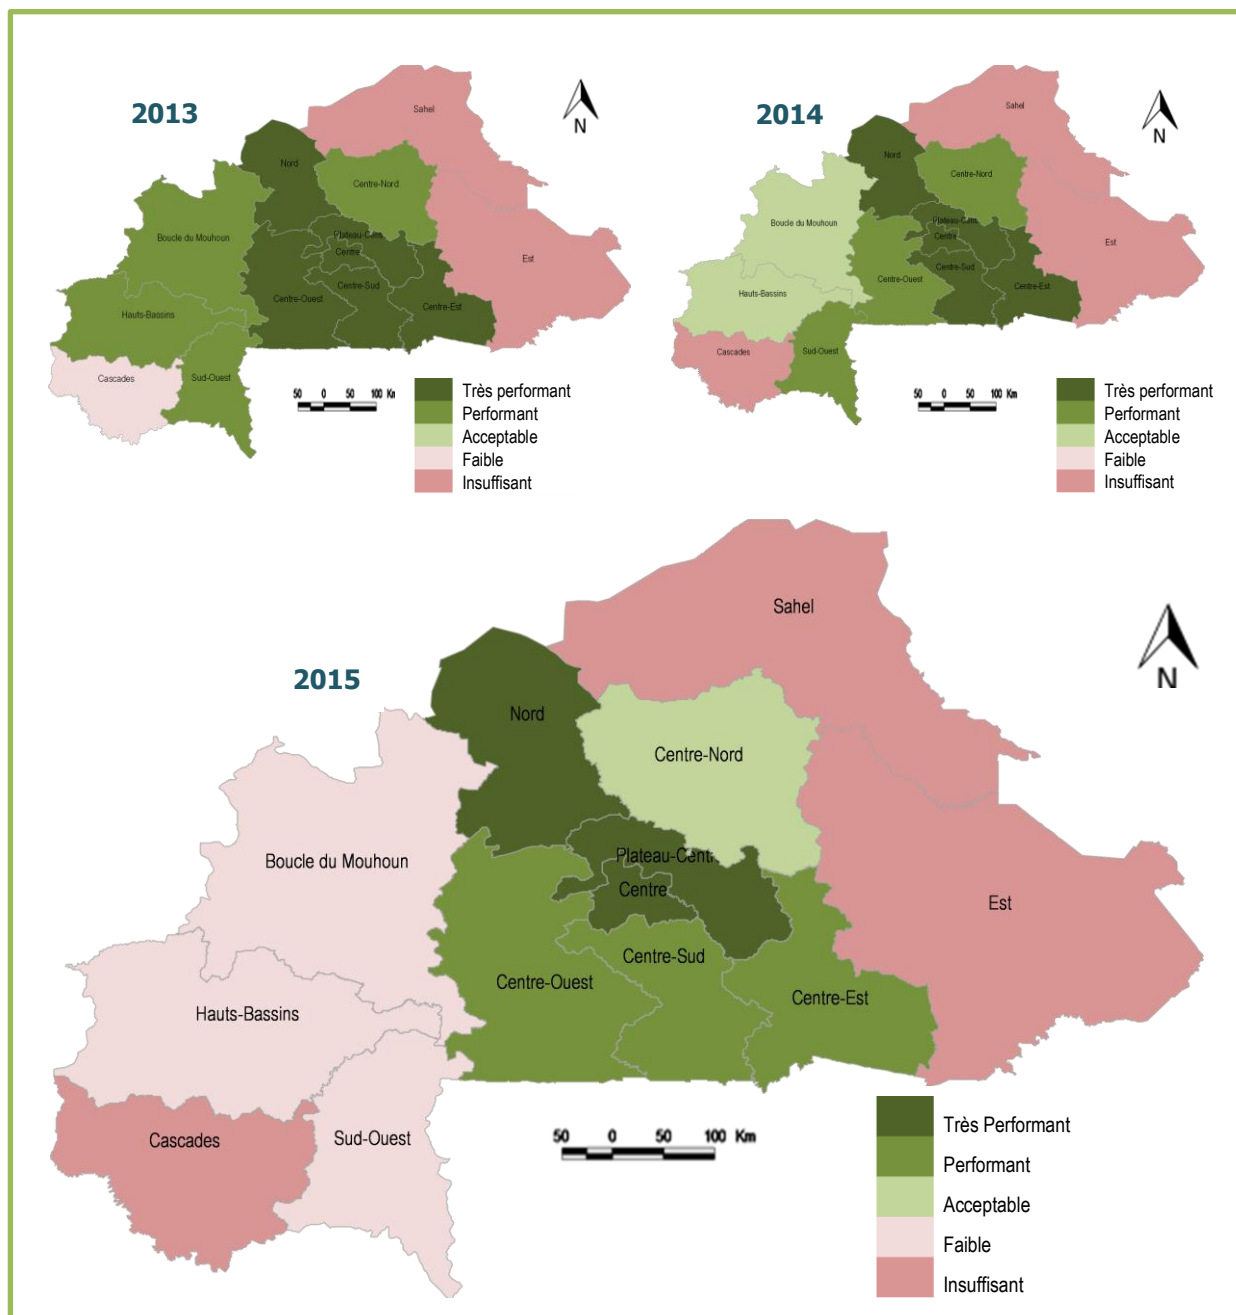 2013
N
Sahel
Nord
Centre-Nord
Boucle du Mouhoun
Plateau-Cen
Centre
Est
Centre-Sud
Centre-Ouest
Centre-Est
Hauts-Bassins
Cascades
Sud-Ouest
50 0 50 100 Km
Très performant
Performant
Acceptable
Faible
Insuffisant
2014
N
Sahel
Nord
Centre-Nord
Boucle du Mouhoun
Plateau-Cen
Centre
Est
Centre-Sud
Centre-Ouest
Centre-Est
Hauts-Bassins
Cascades
Sud-Ouest
50 0 50 100 Km
Très performant
Performant
Acceptable
Faible
Insuffisant
2015
N
Sahel
Nord
Centre-Nord
Boucle du Mouhoun
Plateau-Centr
Centre
Est
Centre-Sud
Centre-Ouest
Centre-Est
Hauts-Bassins
Cascades
Sud-Ouest
50 0 50 100 Km
Très Performant
Performant
Acceptable
Faible
Insuffisant